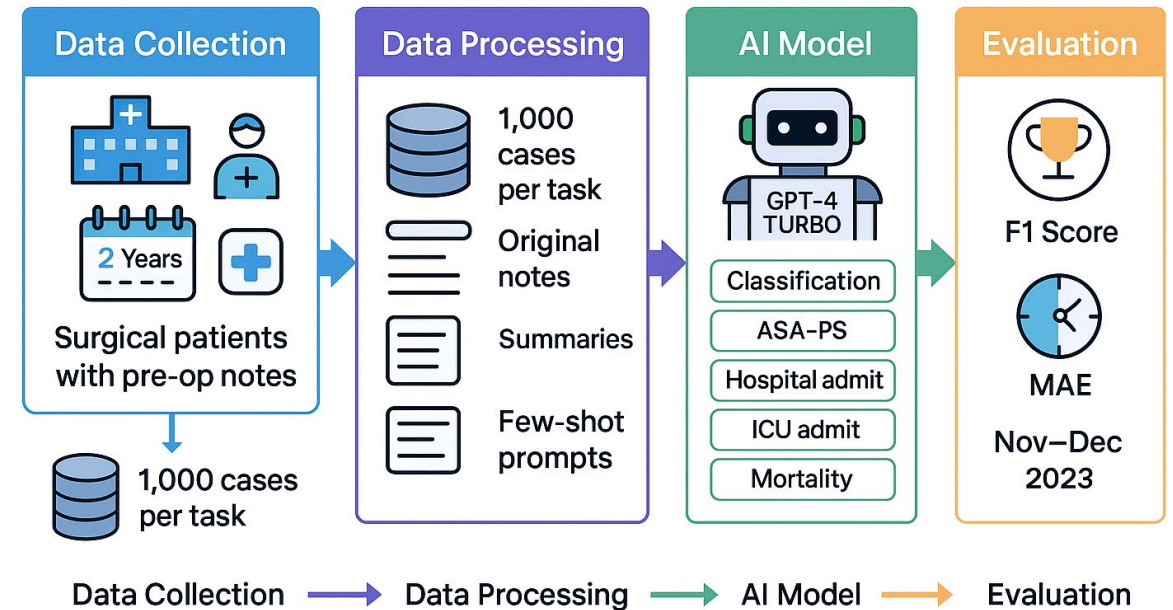 Data Collection
2 Years
Surgical patients
with pre-op notes
1,000 cases
per task
Data Processing
1,000
cases
per task
Original
notes
Summaries
Few-shot
prompts
AI Model
GPT-4
TURBO
Classification
ASA-PS
Hospital admit
ICU admit
Mortality
Evaluation
F1 Score
MAE
Nov–Dec
2023
Data Collection
Data Processing
AI Model
Evaluation